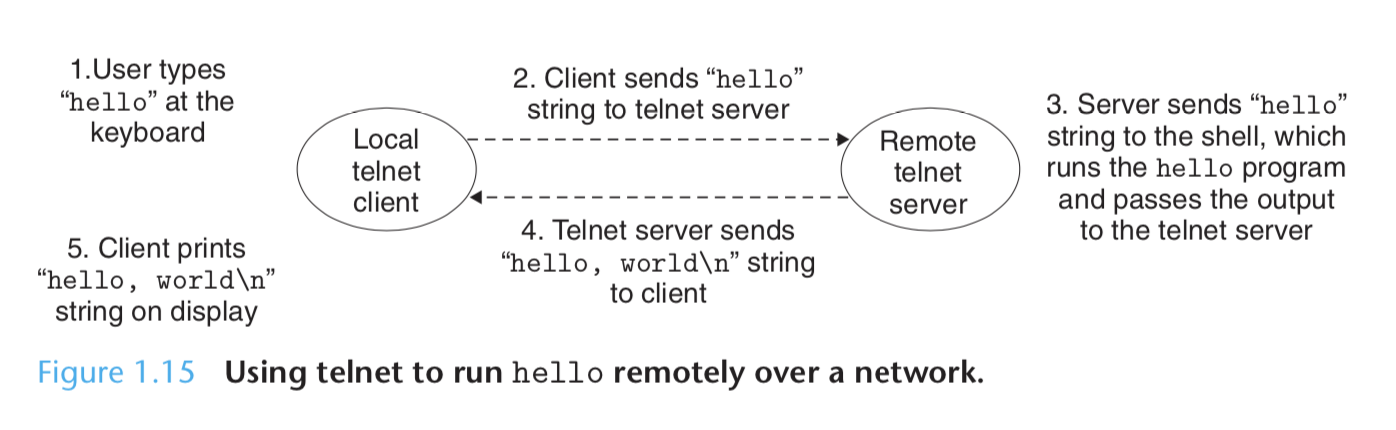 1.User types
“hello” at the
keyboard
Local
telnet
client
2. Client sends “hello”
string to telnet server
Remote
telnet
server
3. Server sends “hello”
string to the shell, which
runs the hello program
and passes the output
to the telnet server
4. Telnet server sends
“hello, world\n” string
to client
5. Client prints
“hello, world\n”
string on display
Figure 1.15 Using telnet to run hello remotely over a network.